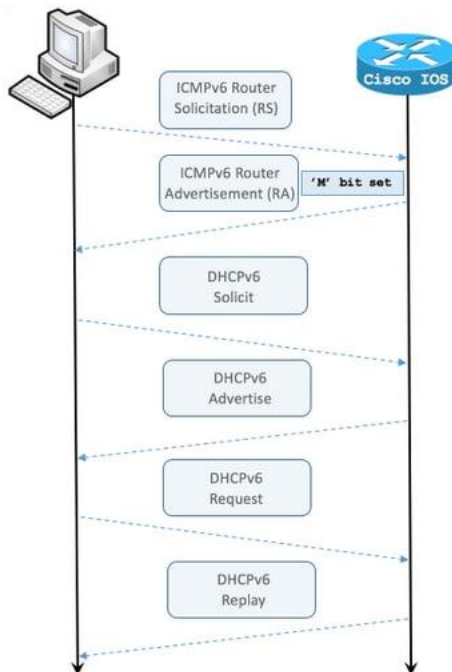 Cisco IOS
ICMPv6 Router
Solicitation (RS)
ICMPv6 Router
Advertisement (RA)
'M' bit set
DHCPv6
Solicit
DHCPv6
Advertise
DHCPv6
Request
DHCPv6
Replay